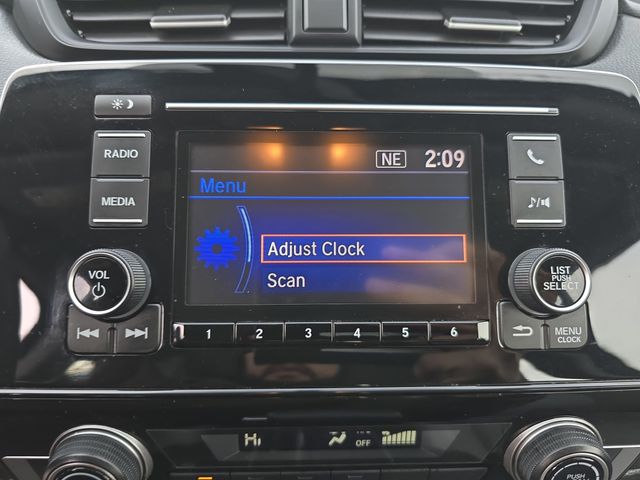 RADIO
MEDIA
NE 2:09
Menu
Adjust Clock
Scan
VOL
LIST
PUSH
SELECT
1 2 3 4 5 6
MENU
CLOCK
HI
OFF
PUSH